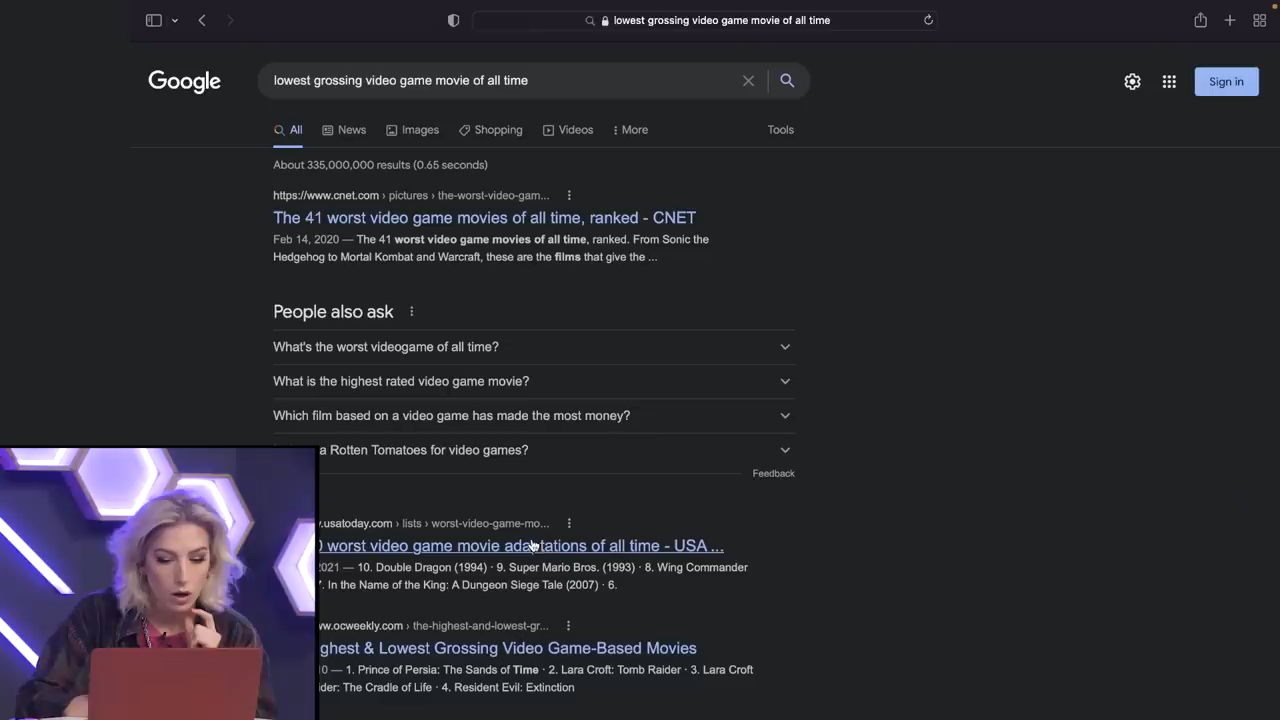 lowest grossing video game movie of all time
Google
lowest grossing video game movie of all time
Sign in
All
News
Images
Shopping
Videos
More
Tools
About 335,000,000 results (0.65 seconds)
https://www.cnet.com › pictures › the-worst-video-gam...
The 41 worst video game movies of all time, ranked - CNET
Feb 14, 2020 — The 41 worst video game movies of all time, ranked. From Sonic the
Hedgehog to Mortal Kombat and Warcraft, these are the films that give the ...
People also ask
What's the worst videogame of all time?
What is the highest rated video game movie?
Which film based on a video game has made the most money?
a Rotten Tomatoes for video games?
Feedback
.usatoday.com › lists › worst-video-game-mo...
worst video game movie adaptations of all time - USA ...
2021 — 10. Double Dragon (1994) · 9. Super Mario Bros. (1993) · 8. Wing Commander
. In the Name of the King: A Dungeon Siege Tale (2007) · 6.
ww.ocweekly.com › the-highest-and-lowest-gr...
ghest & Lowest Grossing Video Game-Based Movies
0 — 1. Prince of Persia: The Sands of Time · 2. Lara Croft: Tomb Raider · 3. Lara Croft
ider: The Cradle of Life · 4. Resident Evil: Extinction